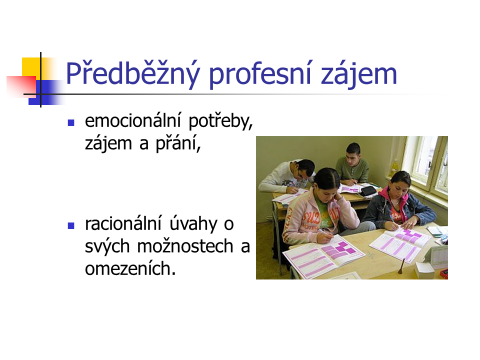 Předběžný profesní zájem
emocionální potřeby,
zájem a přání,
racionální úvahy o
svých možnostech a
omezeních.